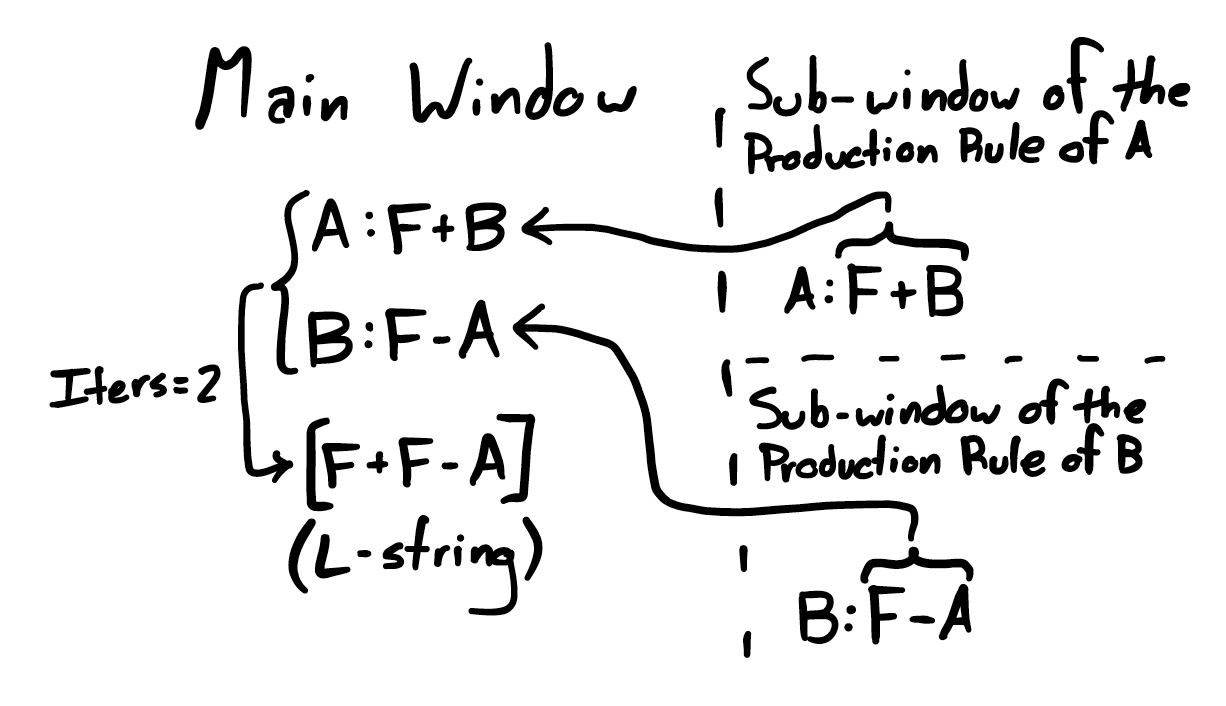 Main Window
A:F+B
B:F-A
Iters=2
[F+F-A]
(L-string)
Sub-window of the
Production Rule of A
A:F+B
Sub-window of the
Production Rule of B
B:F-A